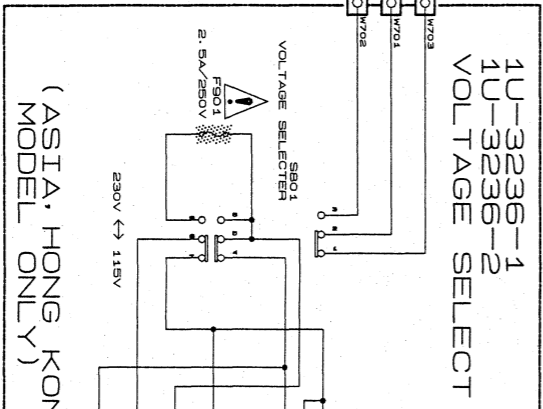 1U-3236-1
1U-3236-2
VOLTAGE SELECT
W703
W701
W702
VOLTAGE SELECTER
SB01
F901
2.5A/250V
230V ↔ 115V
(ASIA, HONG KON
MODEL ONLY)